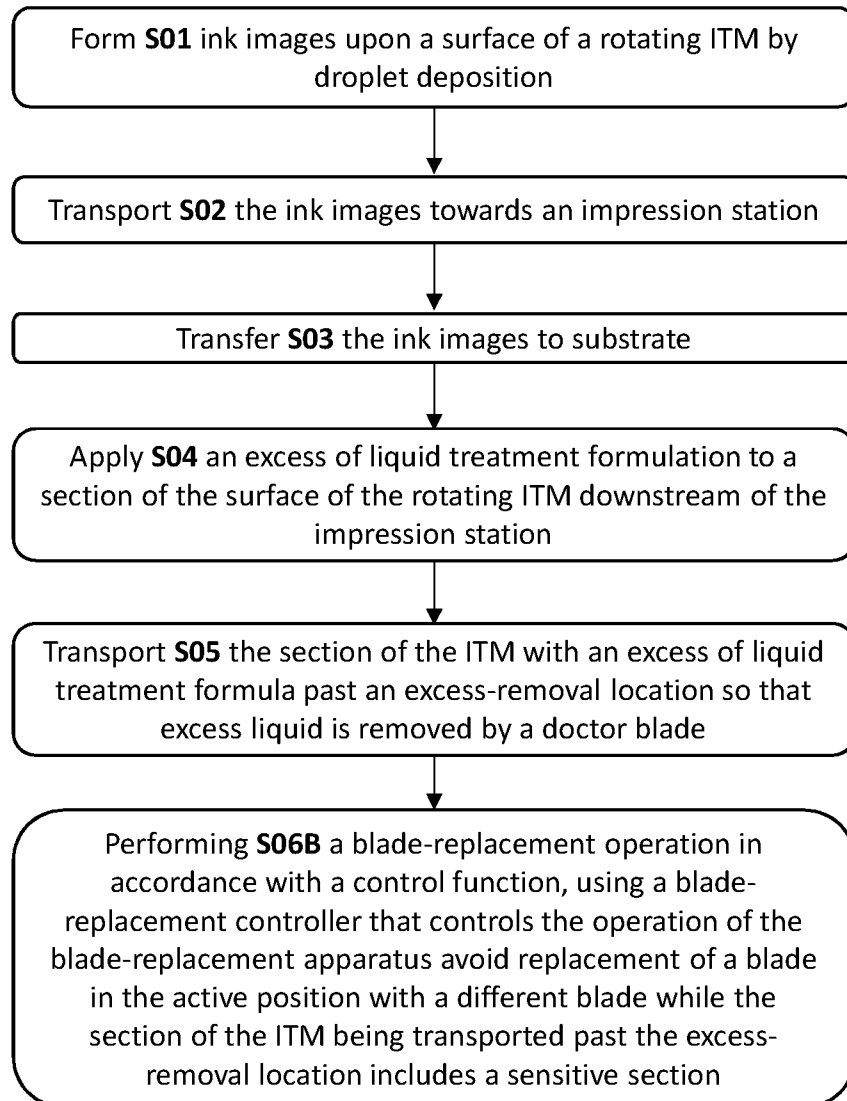 Form S01 ink images upon a surface of a rotating ITM by
droplet deposition
Transport S02 the ink images towards an impression station
Transfer S03 the ink images to substrate
Apply S04 an excess of liquid treatment formulation to a
section of the surface of the rotating ITM downstream of the
impression station
Transport S05 the section of the ITM with an excess of liquid
treatment formula past an excess-removal location so that
excess liquid is removed by a doctor blade
Performing S06B a blade-replacement operation in
accordance with a control function, using a blade-
replacement controller that controls the operation of the
blade-replacement apparatus avoid replacement of a blade
in the active position with a different blade while the
section of the ITM being transported past the excess-
removal location includes a sensitive section